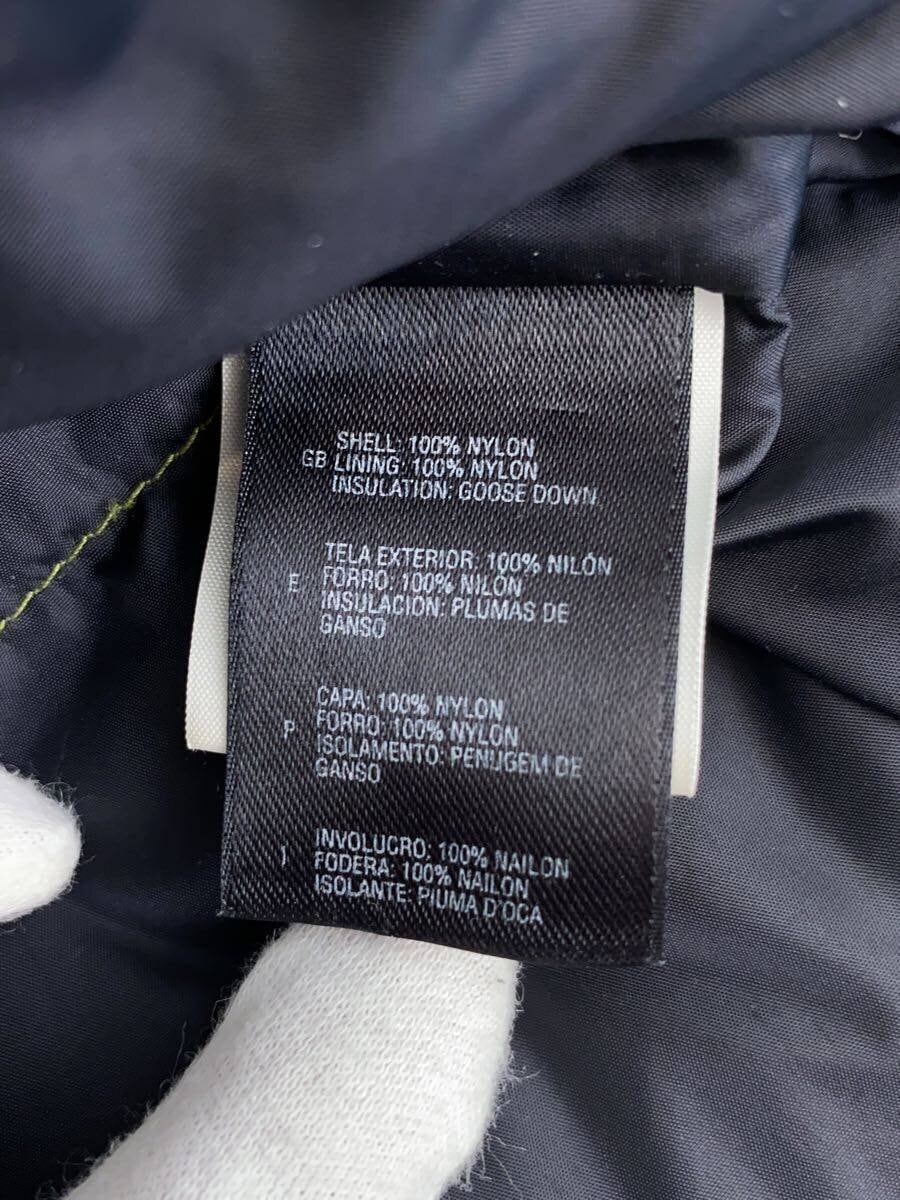 SHELL: 100% NYLON
GB LINING: 100% NYLON
INSULATION: GOOSE DOWN
TELA EXTERIOR: 100% NILÓN
E FORRO: 100% NILÓN
INSULACION: PLUMAS DE
GANSO
CAPA: 100% NYLON
P FORRO: 100% NYLON
ISOLAMENTO: PENUGEM DE
GANSO
INVOLUCRO: 100% NAILON
I FODERA: 100% NAILON
ISOLANTE: PIUMA D'OCA